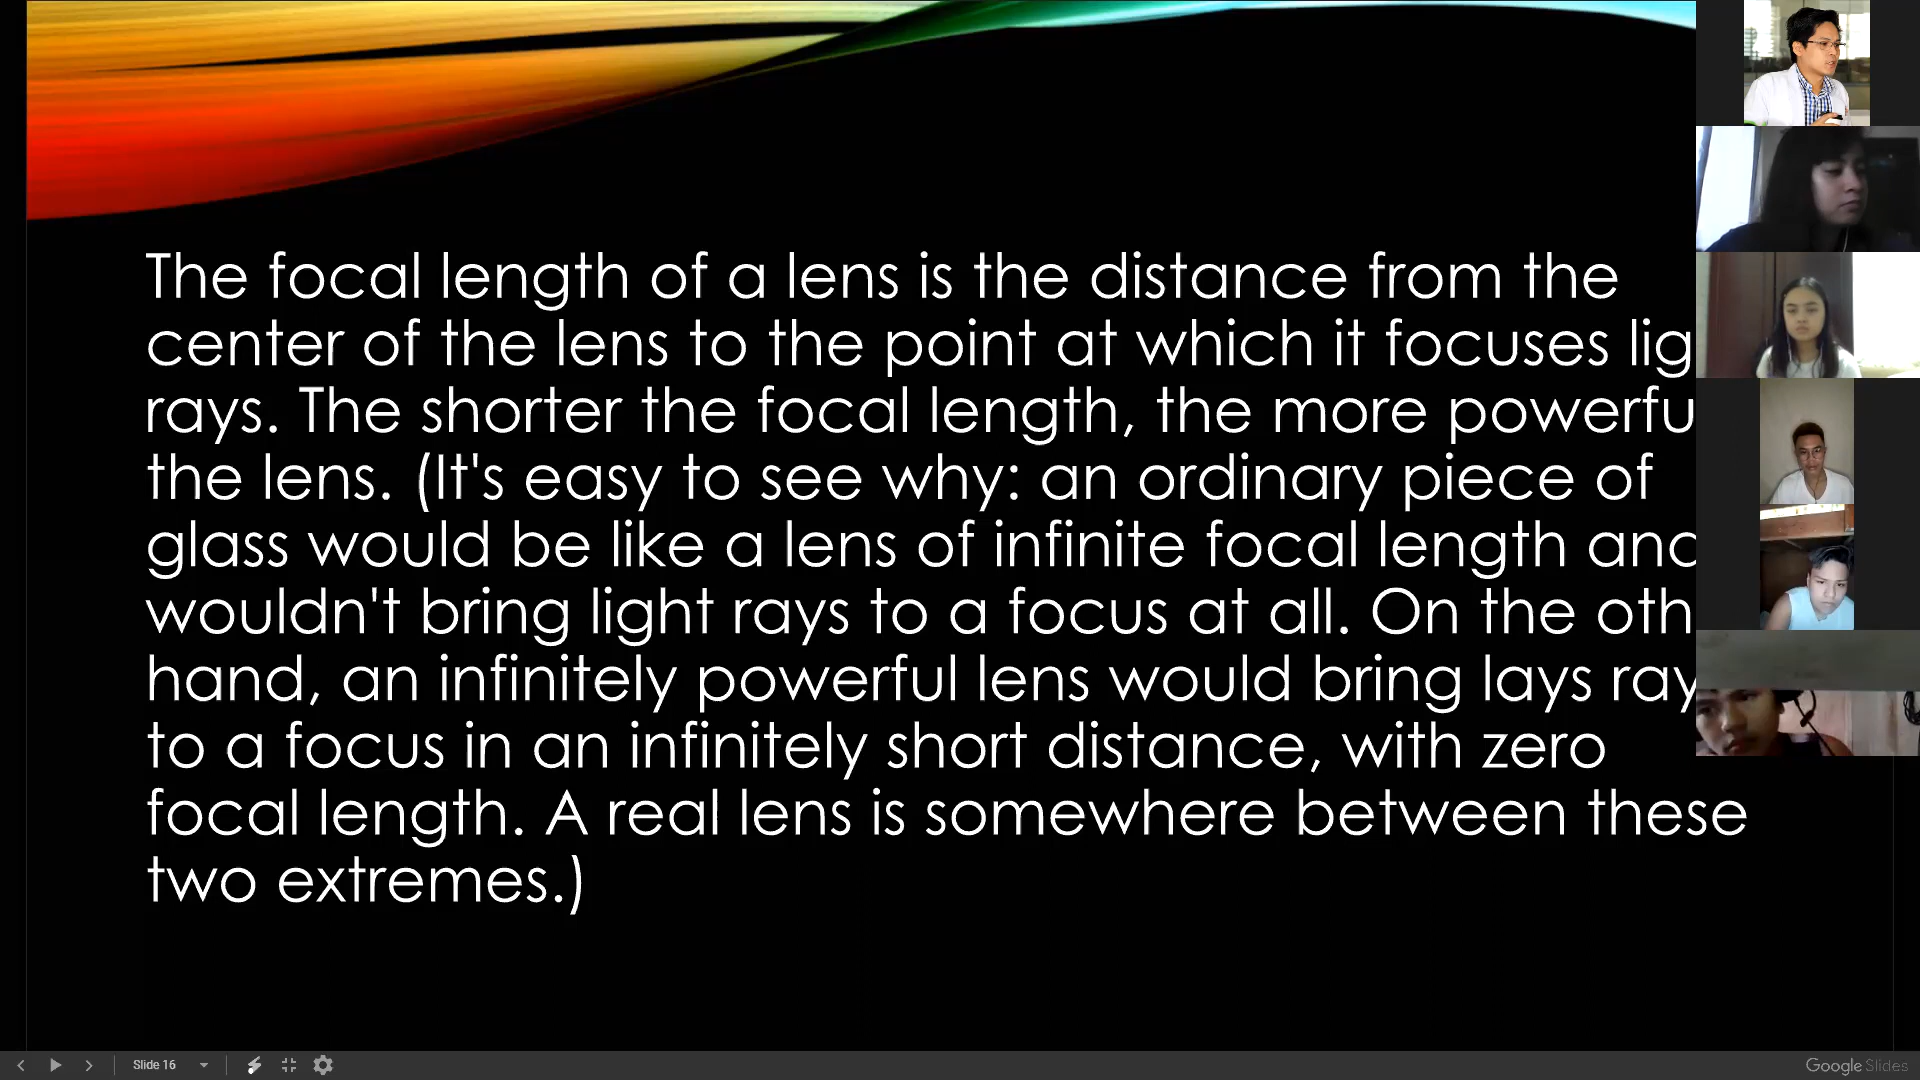 The focal length of a lens is the distance from the
center of the lens to the point at which it focuses lig
rays. The shorter the focal length, the more powerfu
the lens. (It's easy to see why: an ordinary piece of
glass would be like a lens of infinite focal length and
wouldn't bring light rays to a focus at all. On the oth
hand, an infinitely powerful lens would bring lays ray
to a focus in an infinitely short distance, with zero
focal length. A real lens is somewhere between these
two extremes.)
Slide 16
Google Slides